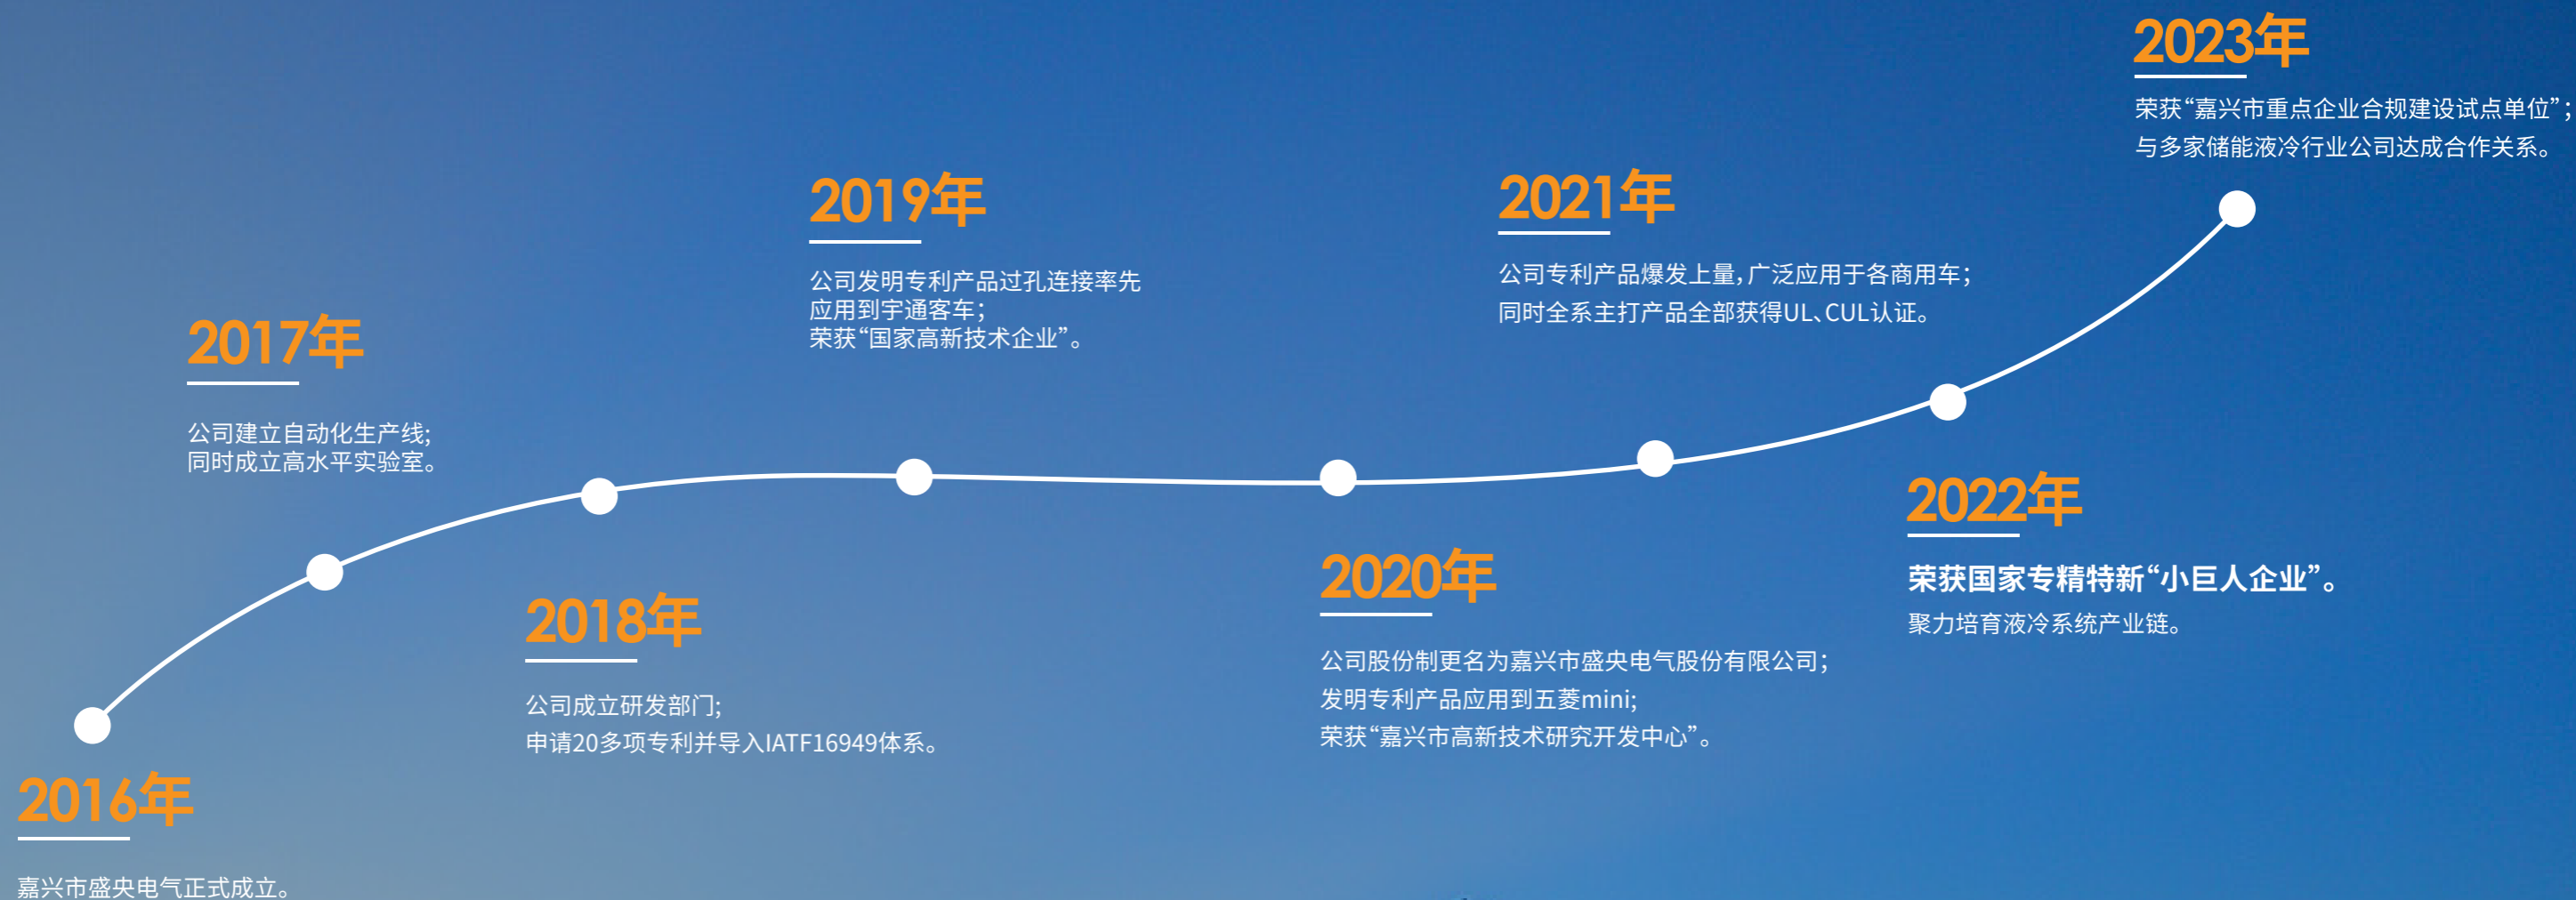 2016年
嘉兴市盛央电气正式成立。
2017年
公司建立自动化生产线;
同时成立高水平实验室。
2018年
公司成立研发部门;
申请20多项专利并导入IATF16949体系。
2019年
公司发明专利产品过孔连接率先
应用到宇通客车；
荣获“国家高新技术企业”。
2020年
公司股份制更名为嘉兴市盛央电气股份有限公司；
发明专利产品应用到五菱mini;
荣获“嘉兴市高新技术研究开发中心”。
2021年
公司专利产品爆发上量，广泛应用于各商用车；
同时全系主打产品全部获得UL、CUL认证。
2022年
荣获国家专精特新“小巨人企业”。
聚力培育液冷系统产业链。
2023年
荣获“嘉兴市重点企业合规建设试点单位”；
与多家储能液冷行业公司达成合作关系。